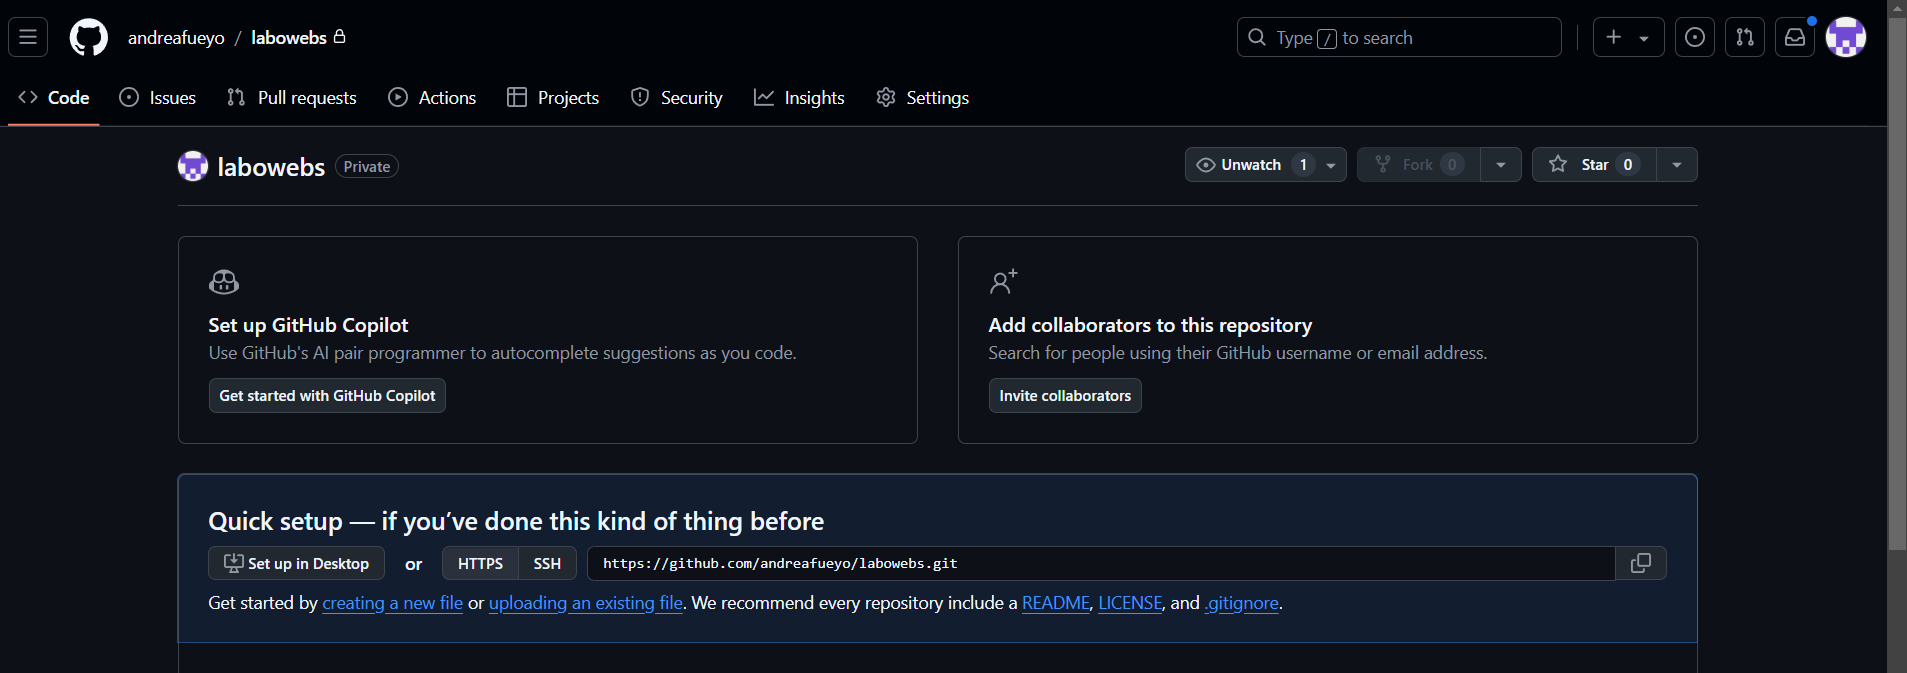 andreafueyo / labowebs
Type / to search
Code Issues Pull requests Actions Projects Security Insights Settings
labowebs Private
Unwatch 1 Fork 0 Star 0
Set up GitHub Copilot
Use GitHub's AI pair programmer to autocomplete suggestions as you code.
Get started with GitHub Copilot
Add collaborators to this repository
Search for people using their GitHub username or email address.
Invite collaborators
Quick setup — if you've done this kind of thing before
Set up in Desktop or HTTPS SSH https://github.com/andreafueyo/labowebs.git
Get started by creating a new file or uploading an existing file. We recommend every repository include a README, LICENSE, and .gitignore.